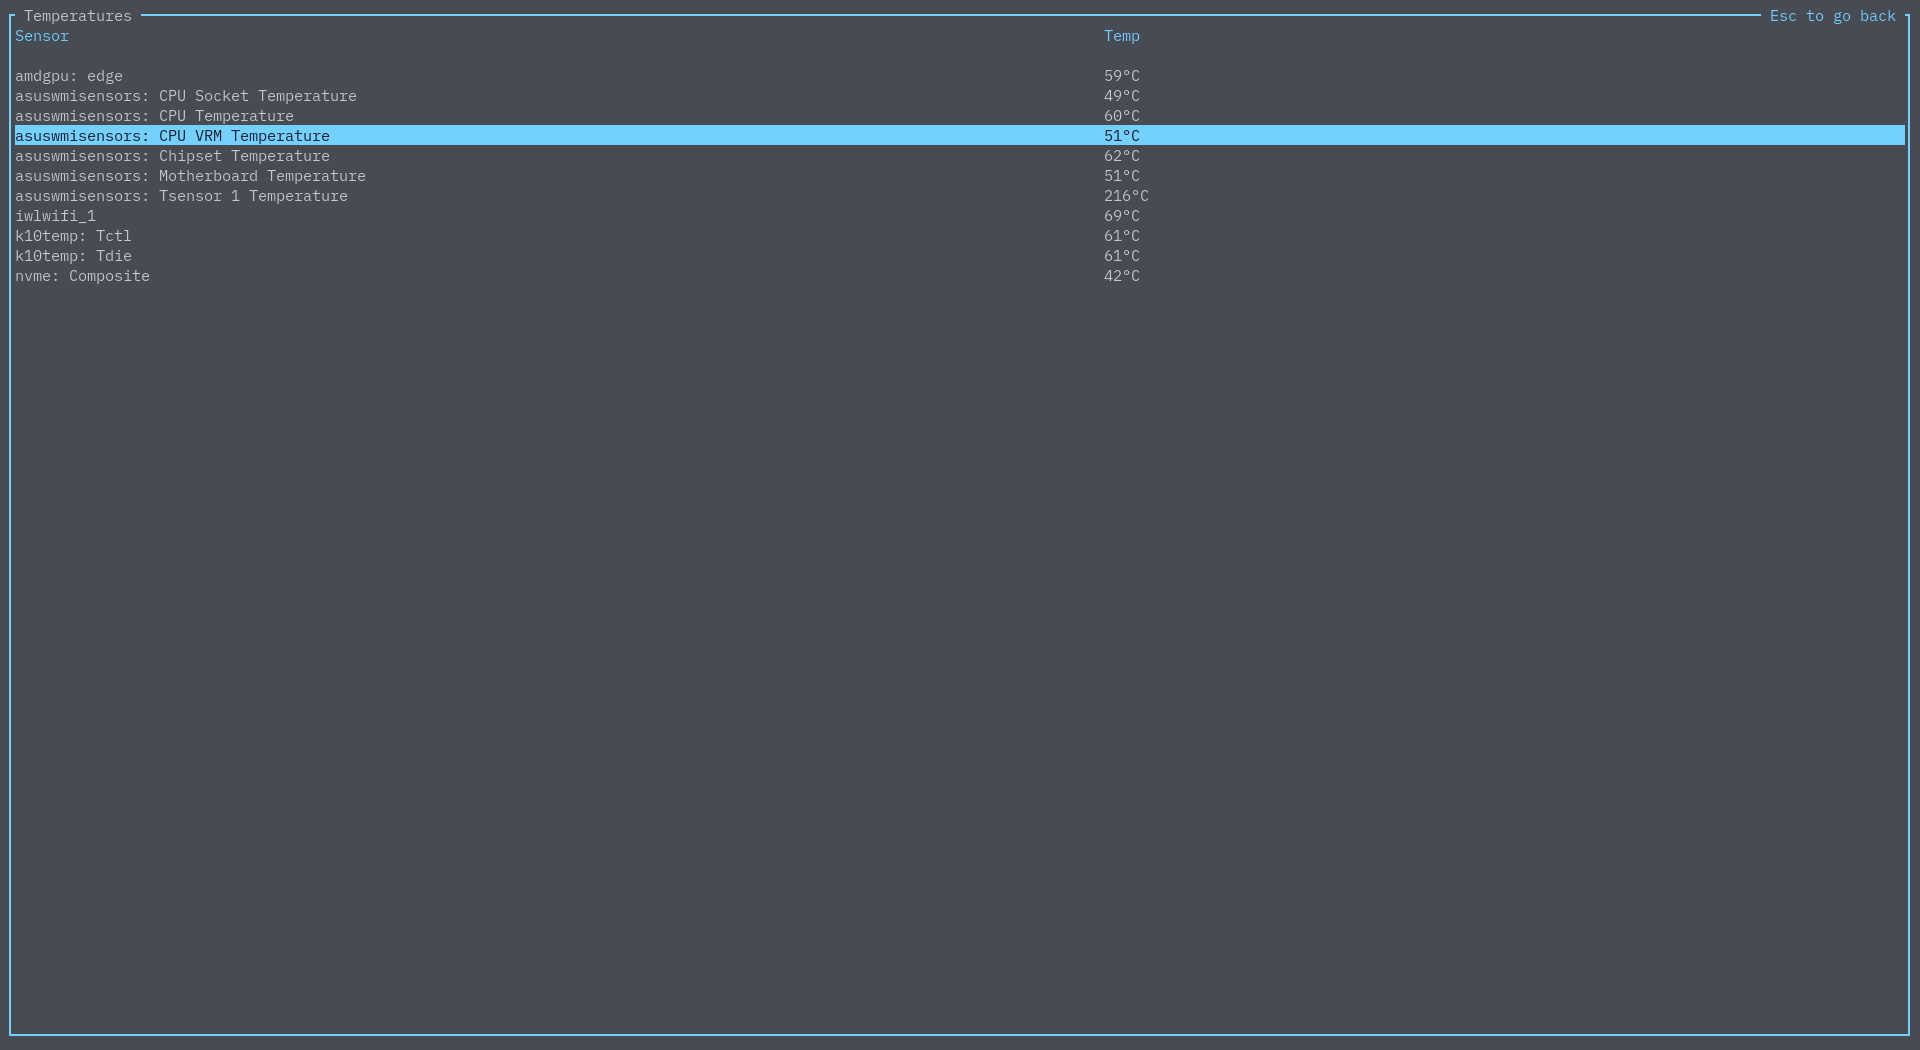 Temperatures Esc to go back
Sensor Temp
amdgpu: edge 59°C
asuswmisensors: CPU Socket Temperature 49°C
asuswmisensors: CPU Temperature 60°C
asuswmisensors: CPU VRM Temperature 51°C
asuswmisensors: Chipset Temperature 62°C
asuswmisensors: Motherboard Temperature 51°C
asuswmisensors: Tsensor 1 Temperature 216°C
iwlwifi_1 69°C
k10temp: Tctl 61°C
k10temp: Tdie 61°C
nvme: Composite 42°C